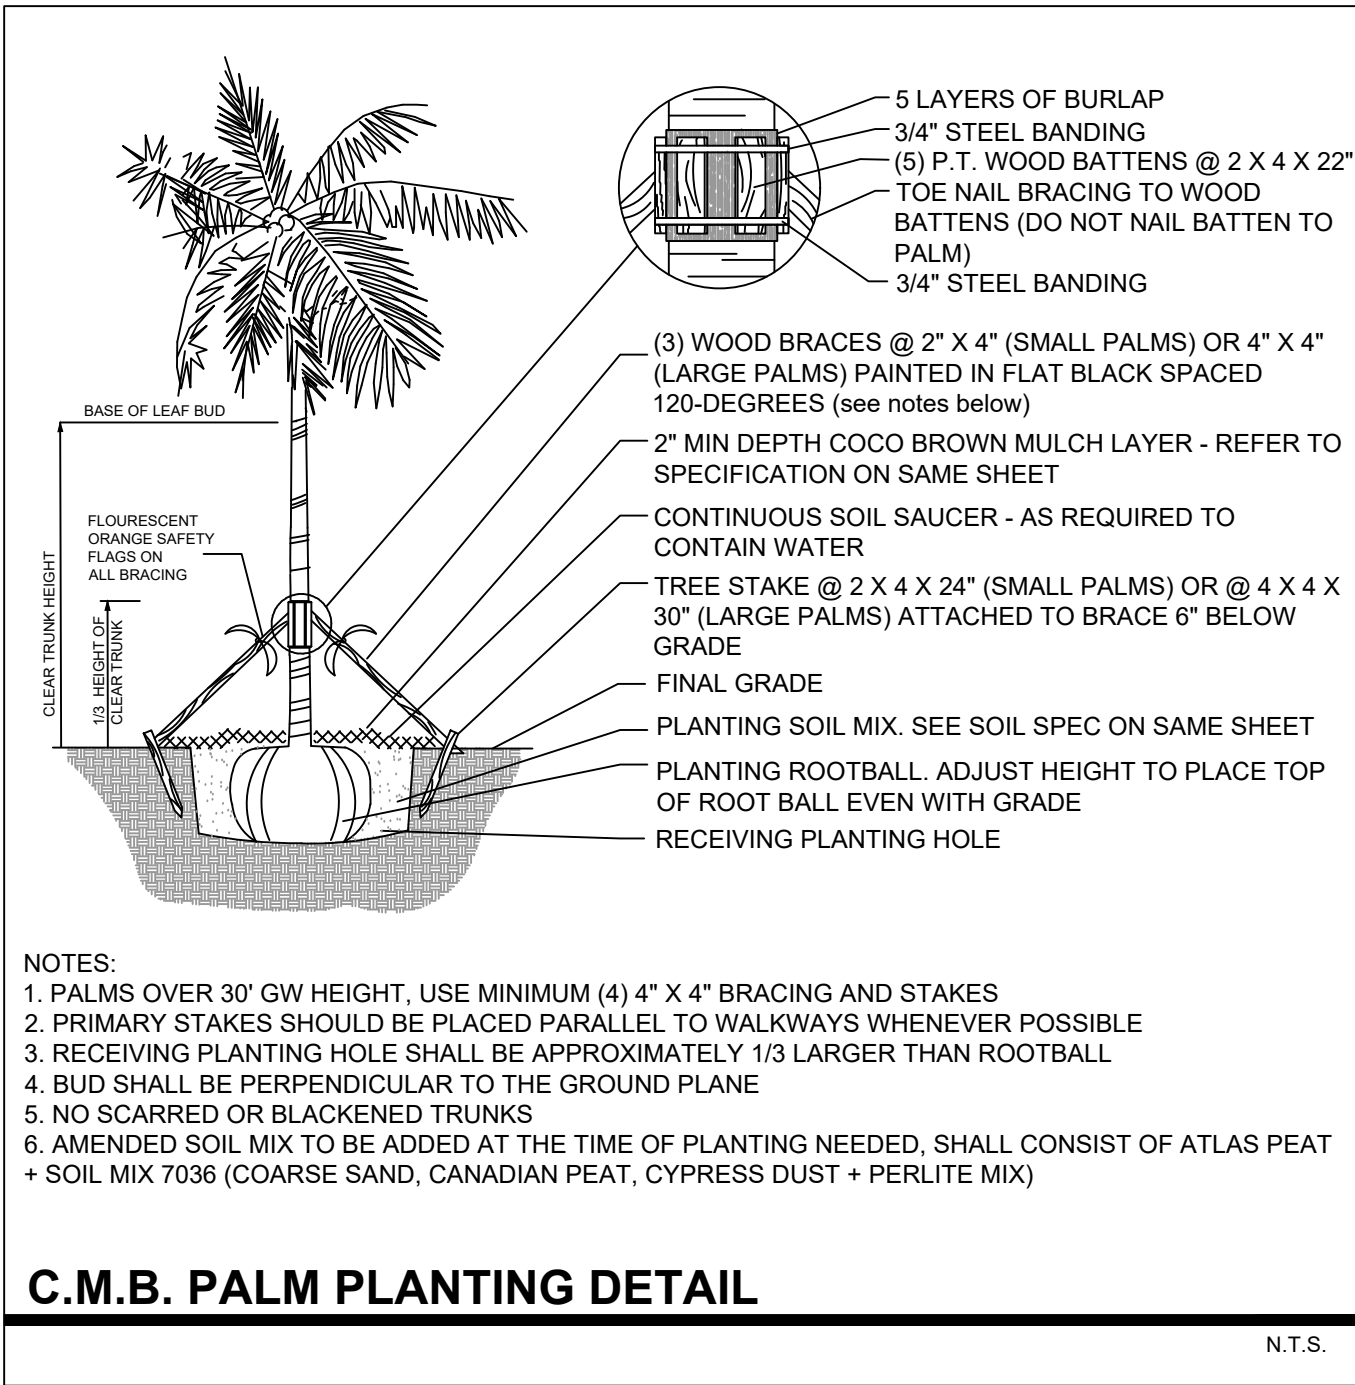 5 LAYERS OF BURLAP
3/4" STEEL BANDING
(5) P.T. WOOD BATTENS @ 2 X 4 X 22"
TOE NAIL BRACING TO WOOD
BATTENS (DO NOT NAIL BATTEN TO
PALM)
3/4" STEEL BANDING
(3) WOOD BRACES @ 2" X 4" (SMALL PALMS) OR 4" X 4"
(LARGE PALMS) PAINTED IN FLAT BLACK SPACED
120-DEGREES (see notes below)
BASE OF LEAF BUD
2" MIN DEPTH COCO BROWN MULCH LAYER - REFER TO
SPECIFICATION ON SAME SHEET
FLOURESCENT
ORANGE SAFETY
FLAGS ON
ALL BRACING
CONTINUOUS SOIL SAUCER - AS REQUIRED TO
CONTAIN WATER
CLEAR TRUNK HEIGHT
1/3 HEIGHT OF
CLEAR TRUNK
TREE STAKE @ 2 X 4 X 24" (SMALL PALMS) OR @ 4 X 4 X
30" (LARGE PALMS) ATTACHED TO BRACE 6" BELOW
GRADE
FINAL GRADE
PLANTING SOIL MIX. SEE SOIL SPEC ON SAME SHEET
PLANTING ROOTBALL. ADJUST HEIGHT TO PLACE TOP
OF ROOT BALL EVEN WITH GRADE
RECEIVING PLANTING HOLE
NOTES:
1. PALMS OVER 30' GW HEIGHT, USE MINIMUM (4) 4" X 4" BRACING AND STAKES
2. PRIMARY STAKES SHOULD BE PLACED PARALLEL TO WALKWAYS WHENEVER POSSIBLE
3. RECEIVING PLANTING HOLE SHALL BE APPROXIMATELY 1/3 LARGER THAN ROOTBALL
4. BUD SHALL BE PERPENDICULAR TO THE GROUND PLANE
5. NO SCARRED OR BLACKENED TRUNKS
6. AMENDED SOIL MIX TO BE ADDED AT THE TIME OF PLANTING NEEDED, SHALL CONSIST OF ATLAS PEAT
+ SOIL MIX 7036 (COARSE SAND, CANADIAN PEAT, CYPRESS DUST + PERLITE MIX)
C.M.B. PALM PLANTING DETAIL
N.T.S.